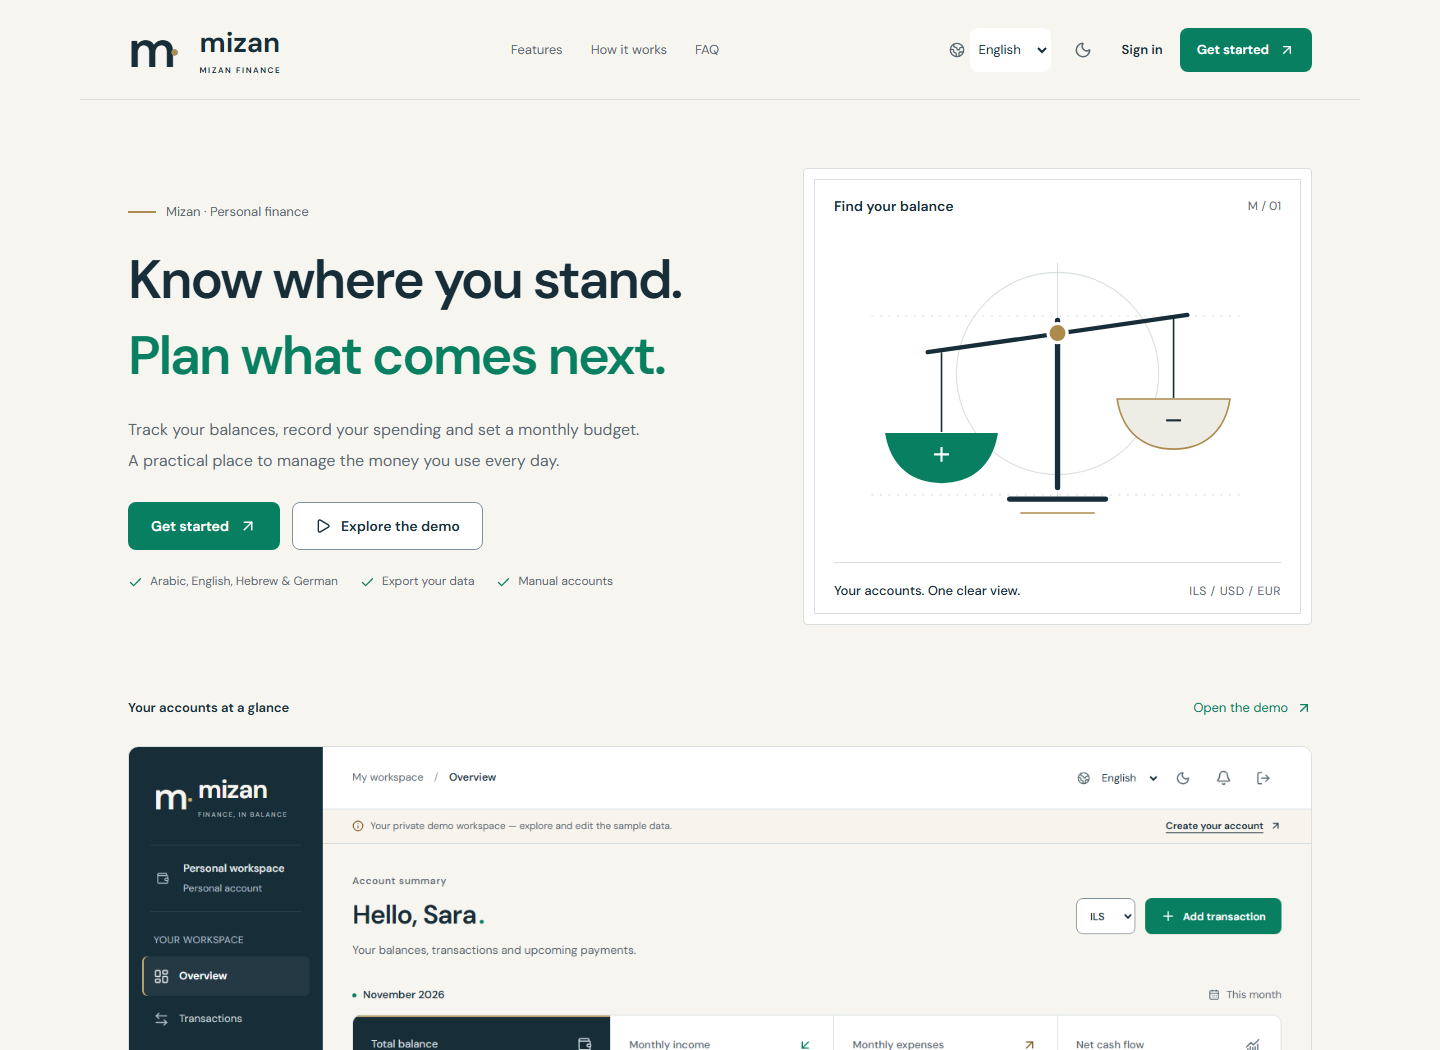 m.
mizan
MIZAN FINANCE
Features
How it works
FAQ
English
Sign in
Get started
Mizan · Personal finance
Know where you stand.
Plan what comes next.
Track your balances, record your spending and set a monthly budget.
A practical place to manage the money you use every day.
Get started
Explore the demo
Arabic, English, Hebrew & German
Export your data
Manual accounts
Find your balance
M / 01
+
−
Your accounts. One clear view.
ILS / USD / EUR
Your accounts at a glance
Open the demo
m.
mizan
FINANCE, IN BALANCE
Personal workspace
Personal account
YOUR WORKSPACE
Overview
Transactions
My workspace / Overview
English
Your private demo workspace — explore and edit the sample data.
Create your account
Account summary
Hello, Sara.
Your balances, transactions and upcoming payments.
ILS
Add transaction
November 2026
This month
Total balance
Monthly income
Monthly expenses
Net cash flow